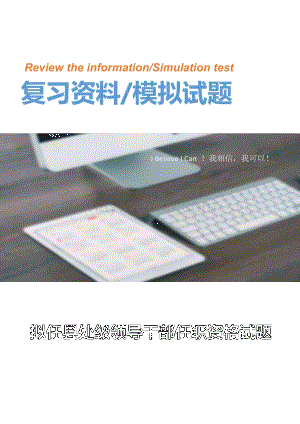 Review the information/Simulation test
复习资料/模拟试题
I Believe I Can ！我相信，我可以！
拟任县处级领导干部任职资格试题